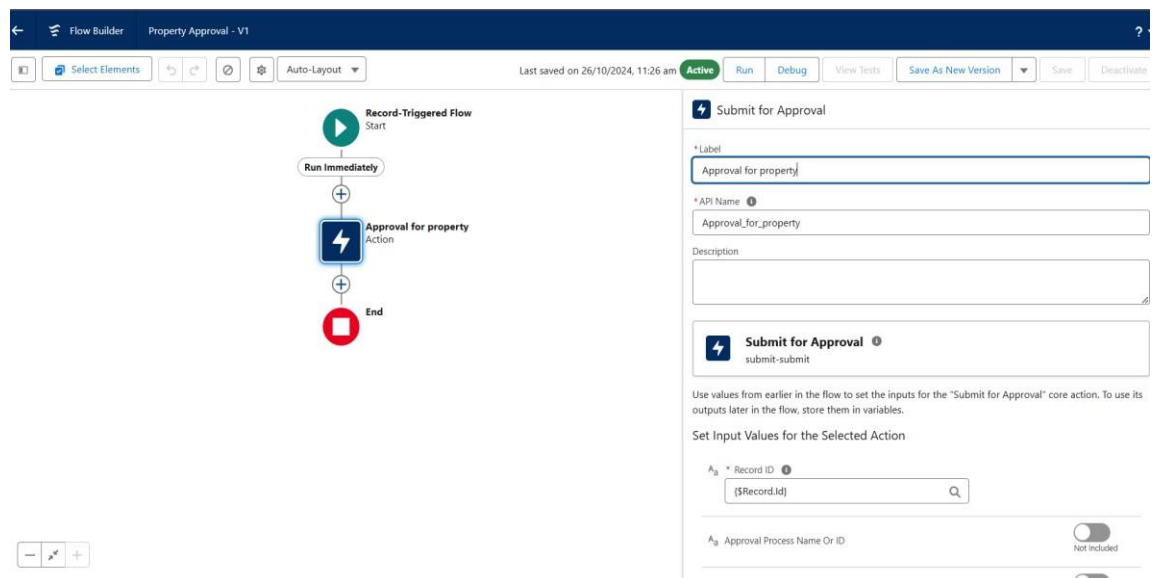 Flow Builder Property Approval - V1 ?
Select Elements Auto-Layout Last saved on 26/10/2024, 11:26 am Active Run Debug View Tests Save As New Version Save Deactivate
Record-Triggered Flow
Start
Run Immediately
Approval for property
Action
End
Submit for Approval
* Label
Approval for property
* API Name
Approval_for_property
Description
Submit for Approval
submit-submit
Use values from earlier in the flow to set the inputs for the "Submit for Approval" core action. To use its
outputs later in the flow, store them in variables.
Set Input Values for the Selected Action
Aa * Record ID
{$Record.Id}
Aa Approval Process Name Or ID
Not Included